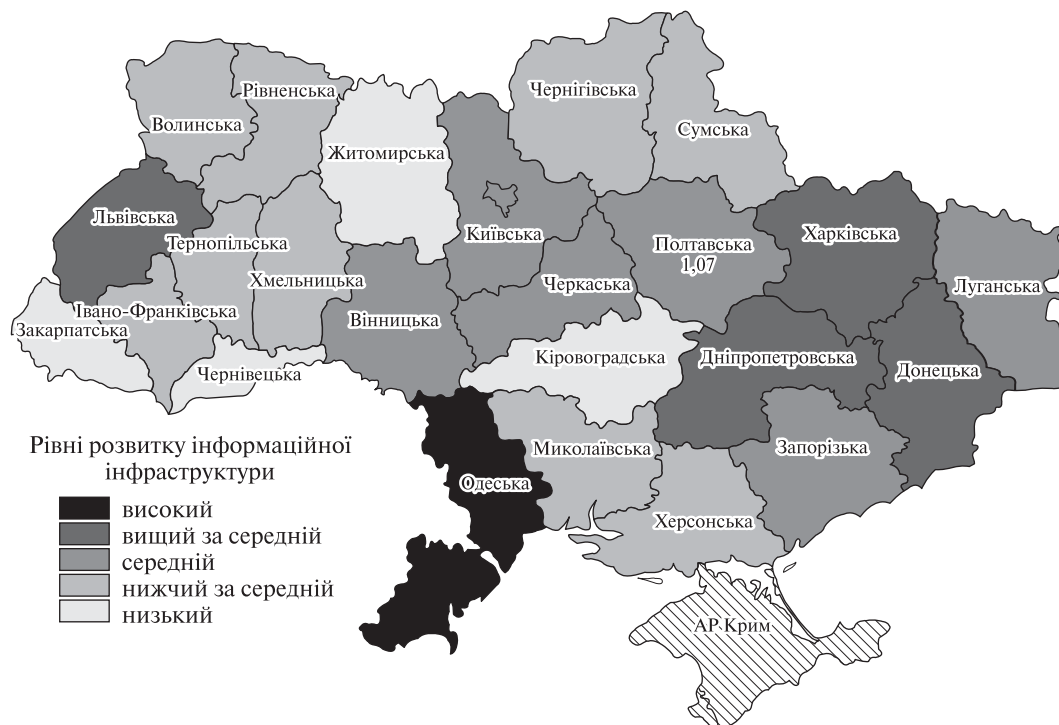 Рівненська
Чернігівська
Волинська
Сумська
Житомирська
Львівська
Тернопільська
Київська
Полтавська
1,07
Харківська
Хмельницька
Черкаська
Луганська
Івано-Франківська
Закарпатська
Вінницька
Чернівецька
Кіровоградська
Дніпропетровська
Донецька
Миколаївська
Запорізька
Одеська
Херсонська
АР Крим
Рівні розвитку інформаційної
інфраструктури
високий
вищий за середній
середній
нижчий за середній
низький